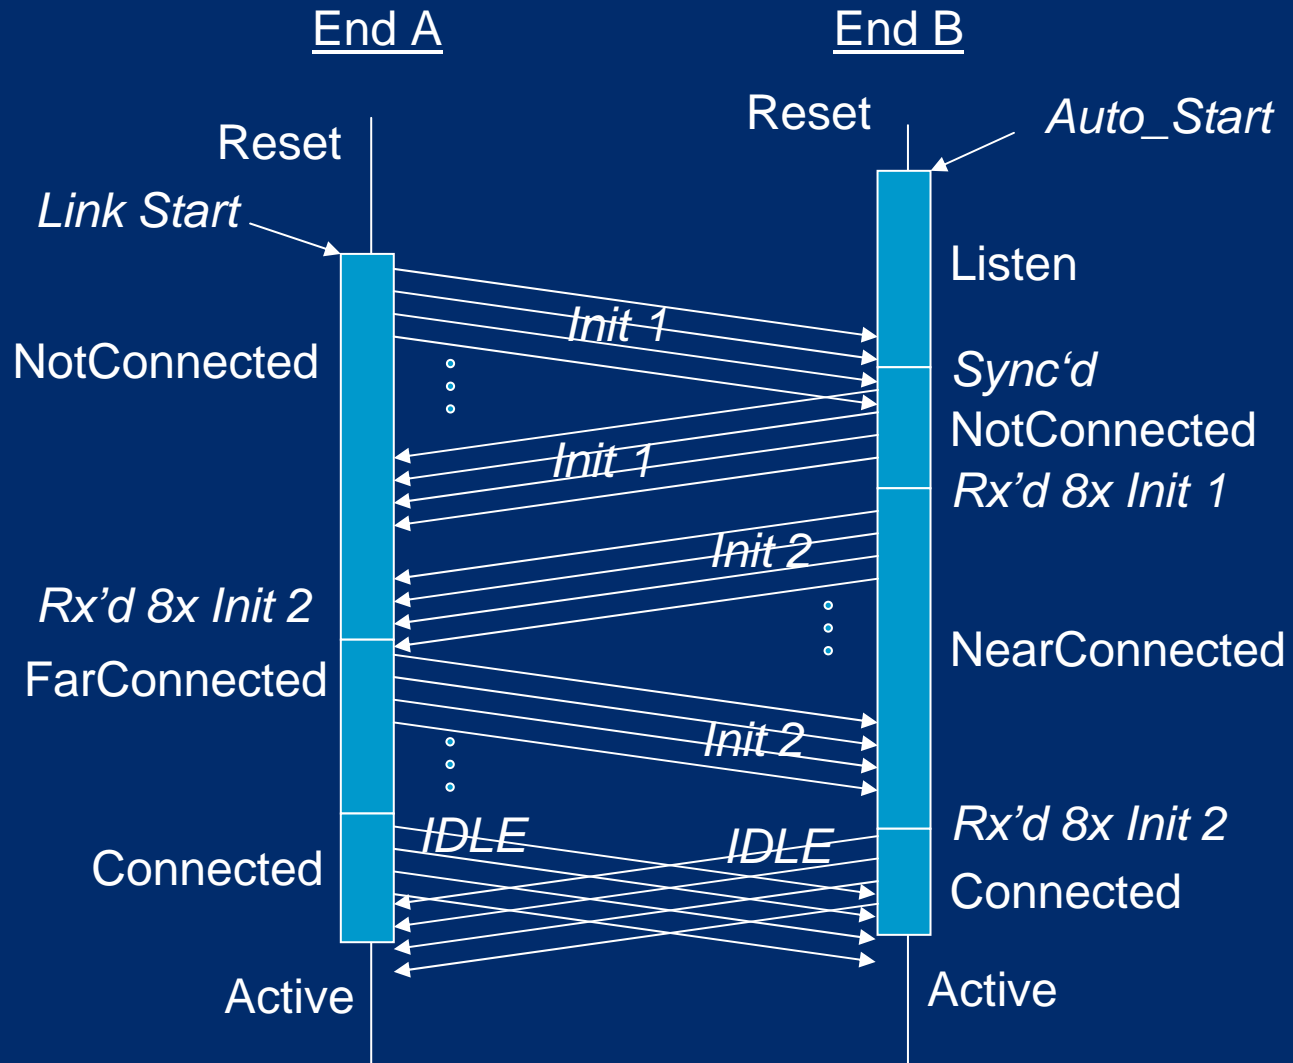 End A
End B
Reset
Reset
Auto_Start
Link Start
Listen
Init 1
NotConnected
Sync‘d
NotConnected
Init 1
Rx’d 8x Init 1
Init 2
Rx’d 8x Init 2
NearConnected
FarConnected
Init 2
IDLE
IDLE
Rx’d 8x Init 2
Connected
Connected
Active
Active